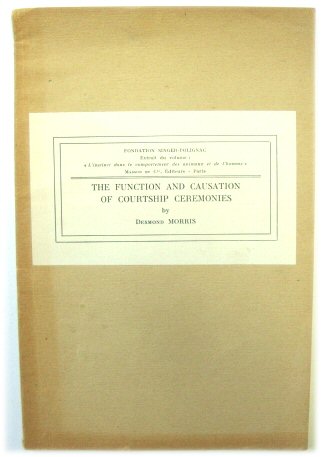 FONDATION SINGER-POLIGNAC
Extrait du volume :
« L'instinct dans le comportement des animaux et de l'homme »
MASSON ET Cie, Éditeurs - Paris
THE FUNCTION AND CAUSATION
OF COURTSHIP CEREMONIES
by
DESMOND MORRIS